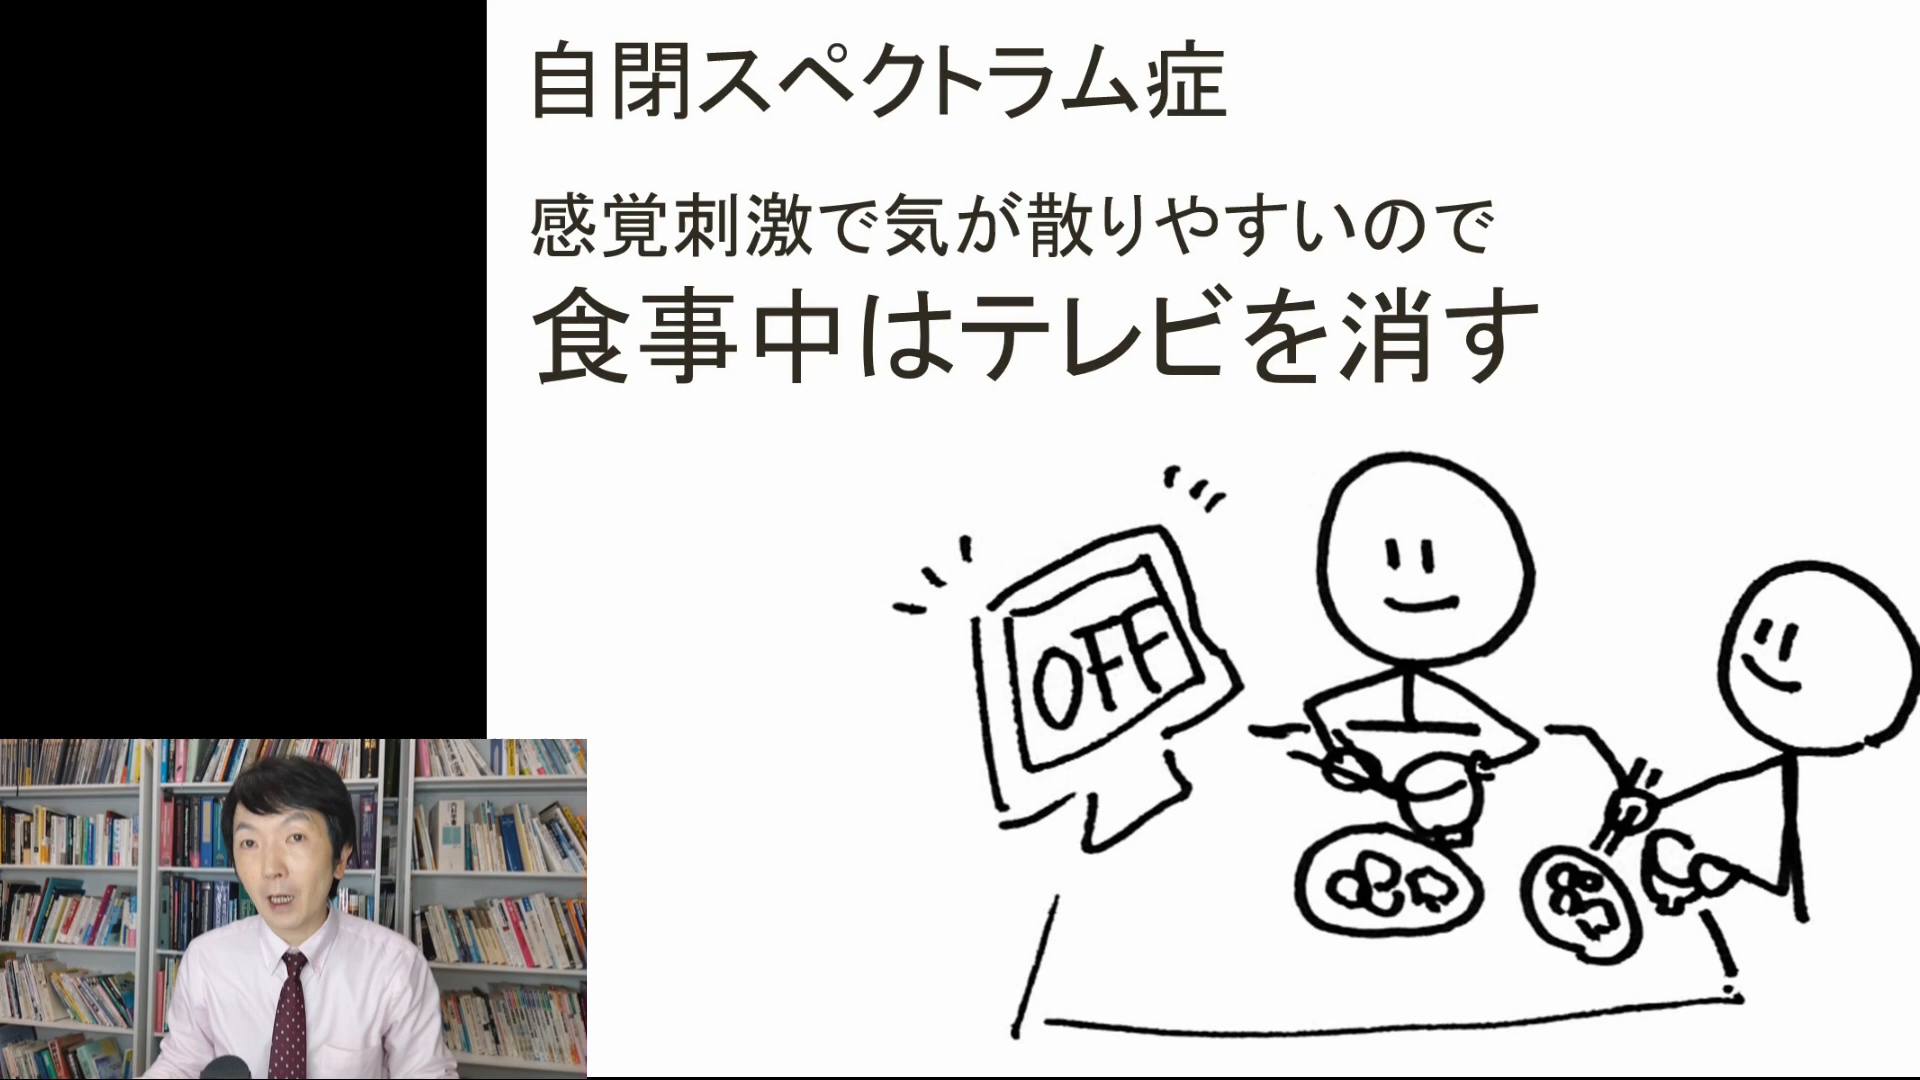 自閉スペクトラム症
感覚刺激で気が散りやすいので
食事中はテレビを消す
OFF